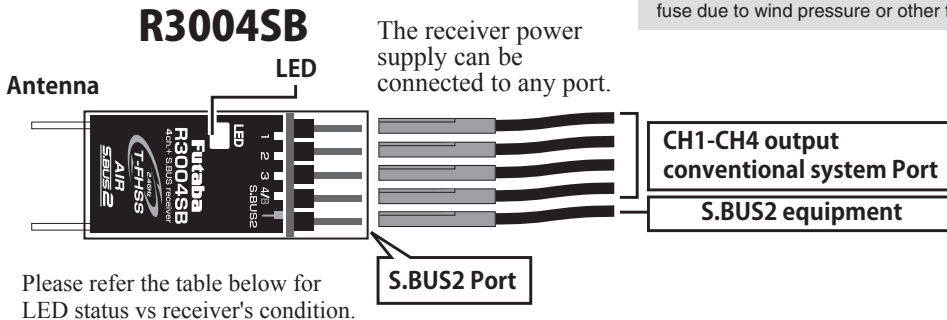 fuse due to wind pressure or other
R3004SB
The receiver power
supply can be
connected to any port.
LED
Antenna
LED
Futaba
R3004SB
4ch + S.BUS receiver
2.4GHz
T-FHSS
AIR
S.BUS2
1
2
3
4/B
S.BUS2
CH1-CH4 output
conventional system Port
S.BUS2 equipment
S.BUS2 Port
Please refer the table below for
LED status vs receiver's condition.